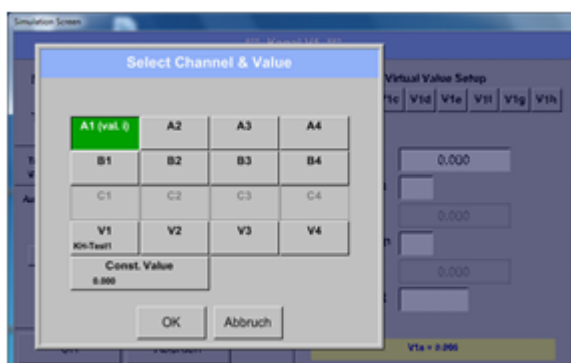 Simulation Screen
Select Channel & Value
Virtual Value Setup
V1c V1d V1e V1f V1g V1h
A1 (val. i) A2 A3 A4
B1 B2 B3 B4
0.000
C1 C2 C3 C4
0.000
V1 V2 V3 V4
KH-Test1
Const. Value
0.000
0.000
OK Abbruch
V1a = 0.000